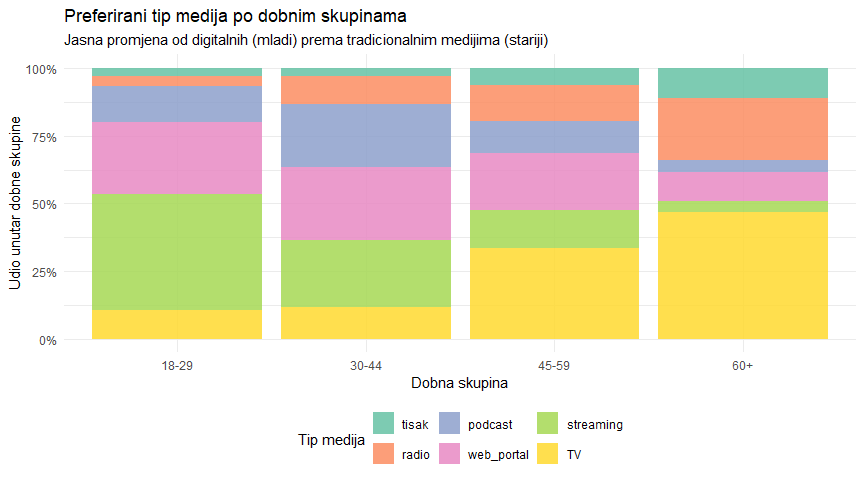 Preferirani tip medija po dobnim skupinama
Jasna promjena od digitalnih (mladi) prema tradicionalnim medijima (stariji)
Udio unutar dobne skupine
100%
75%
50%
25%
0%
18-29 30-44 45-59 60+
Dobna skupina
Tip medija
tisak podcast streaming
radio web_portal TV